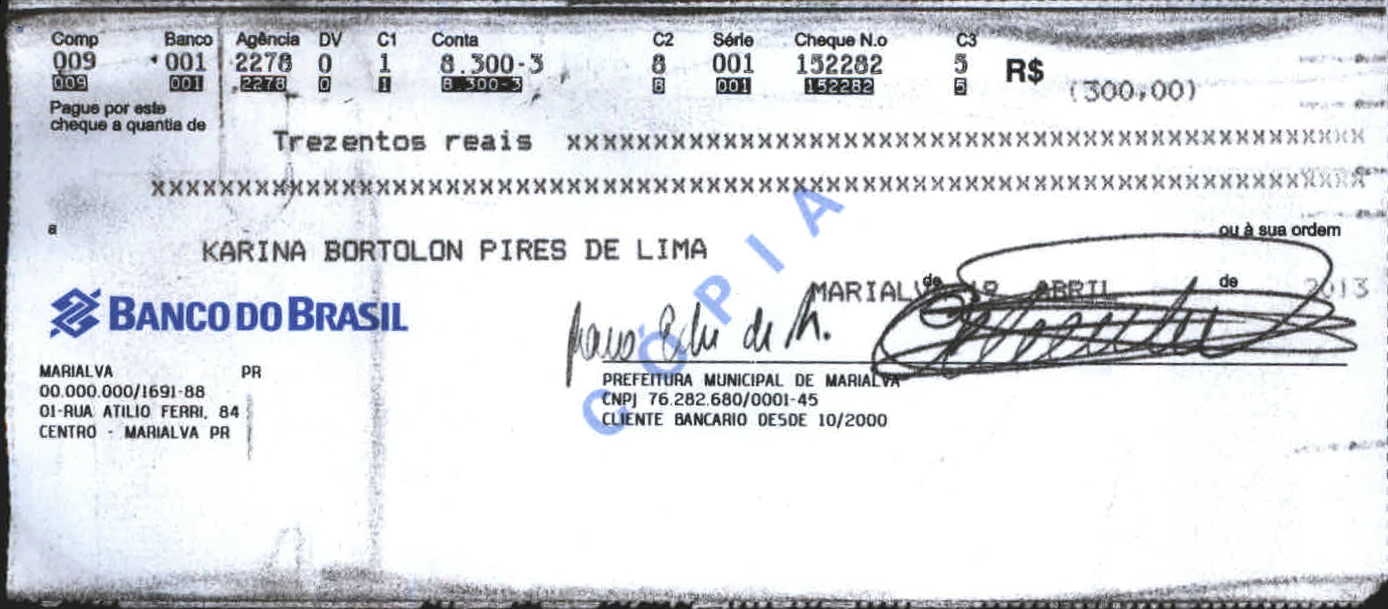 Comp Banco Agência DV C1 Conta C2 Série Cheque N.o C3
009 001 2278 0 1 8.300-3 8 001 152282 5 R$ (300,00)
009 001 2278 0 1 8.300-3 8 001 152282 5
Pague por este
cheque a quantia de
Trezentos reais xxxxxxxxxxxxxxxxxxxxxxxxxxxxxxxxxxxxxxxxxxxxxxx
xxxxxxxxxxxxxxxxxxxxxxxxxxxxxxxxxxxxxxxxxxxxxxxxxxxxxxxxxxxxxxxxxxxxxxx
a KARINA BORTOLON PIRES DE LIMA ou à sua ordem
MARIALVA de 19 ABRIL de 2013
BANCO DO BRASIL
CÓPIA
MARIALVA PR
00.000.000/1691-88
01-RUA ATILIO FERRI, 84
CENTRO - MARIALVA PR
PREFEITURA MUNICIPAL DE MARIALVA
CNPJ 76.282.680/0001-45
CLIENTE BANCARIO DESDE 10/2000